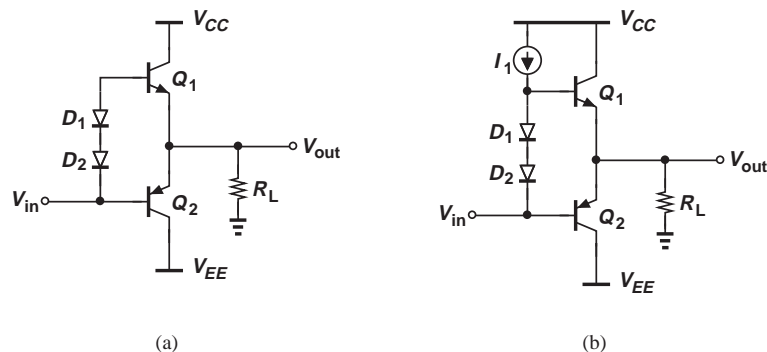 V_CC
Q_1
D_1
D_2
V_out
V_in
Q_2
R_L
V_EE
(a)
V_CC
I_1
Q_1
D_1
D_2
V_out
V_in
Q_2
R_L
V_EE
(b)